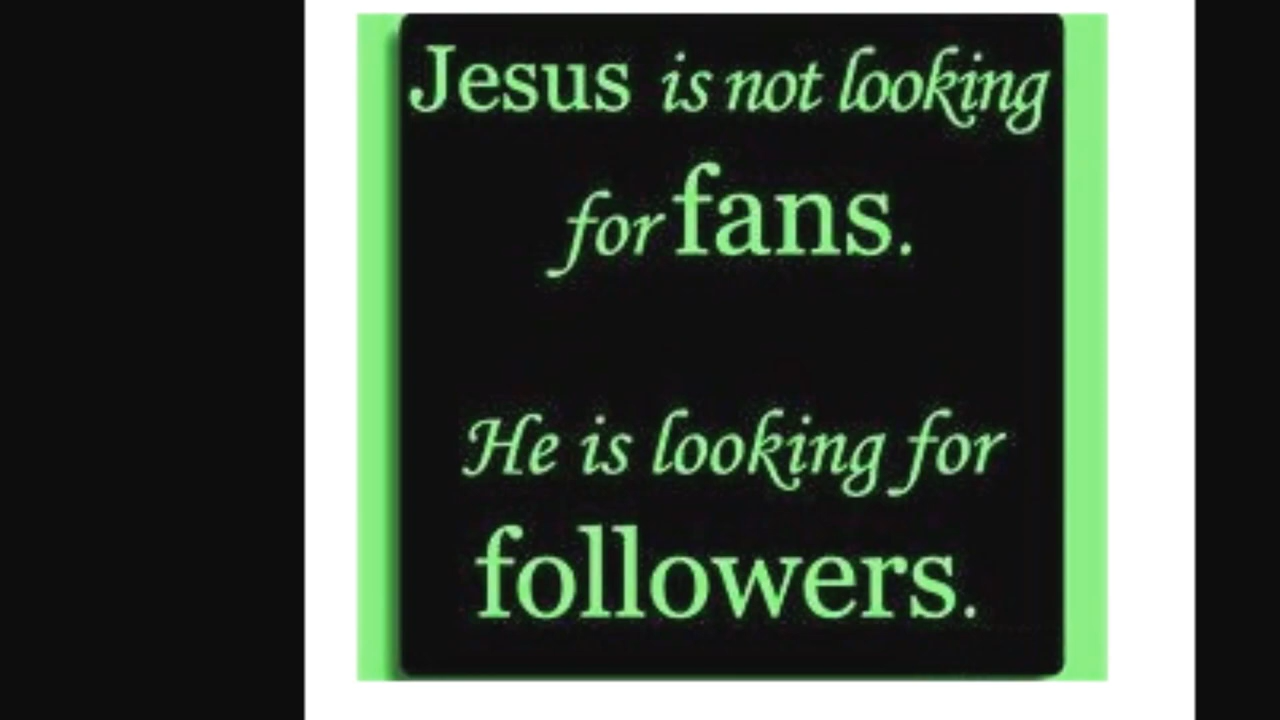 Jesus is not looking
for fans.
He is looking for
followers.